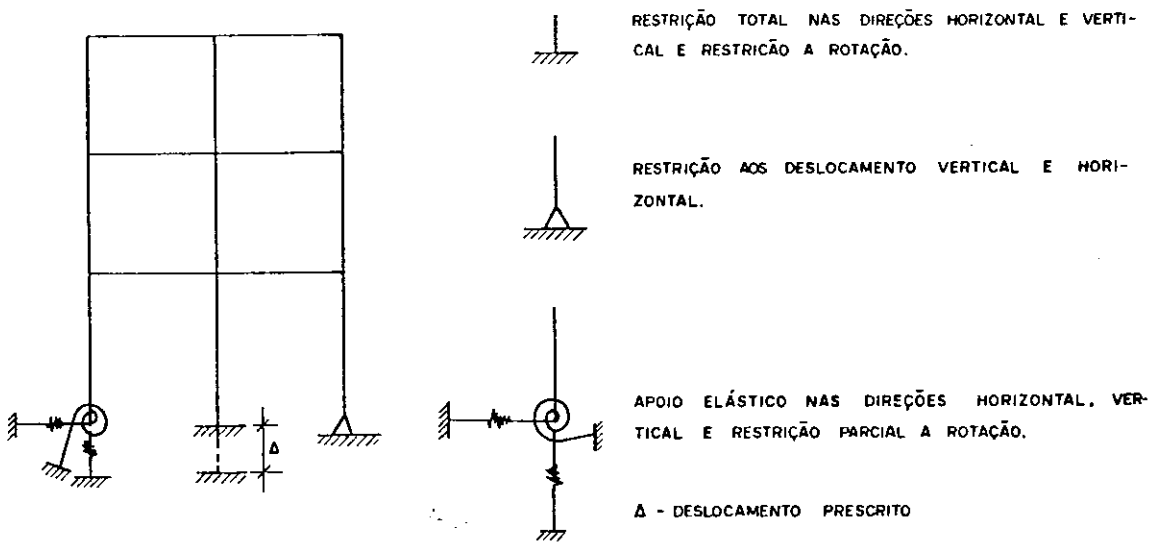 RESTRIÇÃO TOTAL NAS DIREÇÕES HORIZONTAL E VERTI-
CAL E RESTRICÃO A ROTAÇÃO.
RESTRIÇÃO AOS DESLOCAMENTO VERTICAL E HORI-
ZONTAL.
APOIO ELÁSTICO NAS DIREÇÕES HORIZONTAL, VER-
TICAL E RESTRIÇÃO PARCIAL A ROTAÇÃO.
Δ
Δ - DESLOCAMENTO PRESCRITO